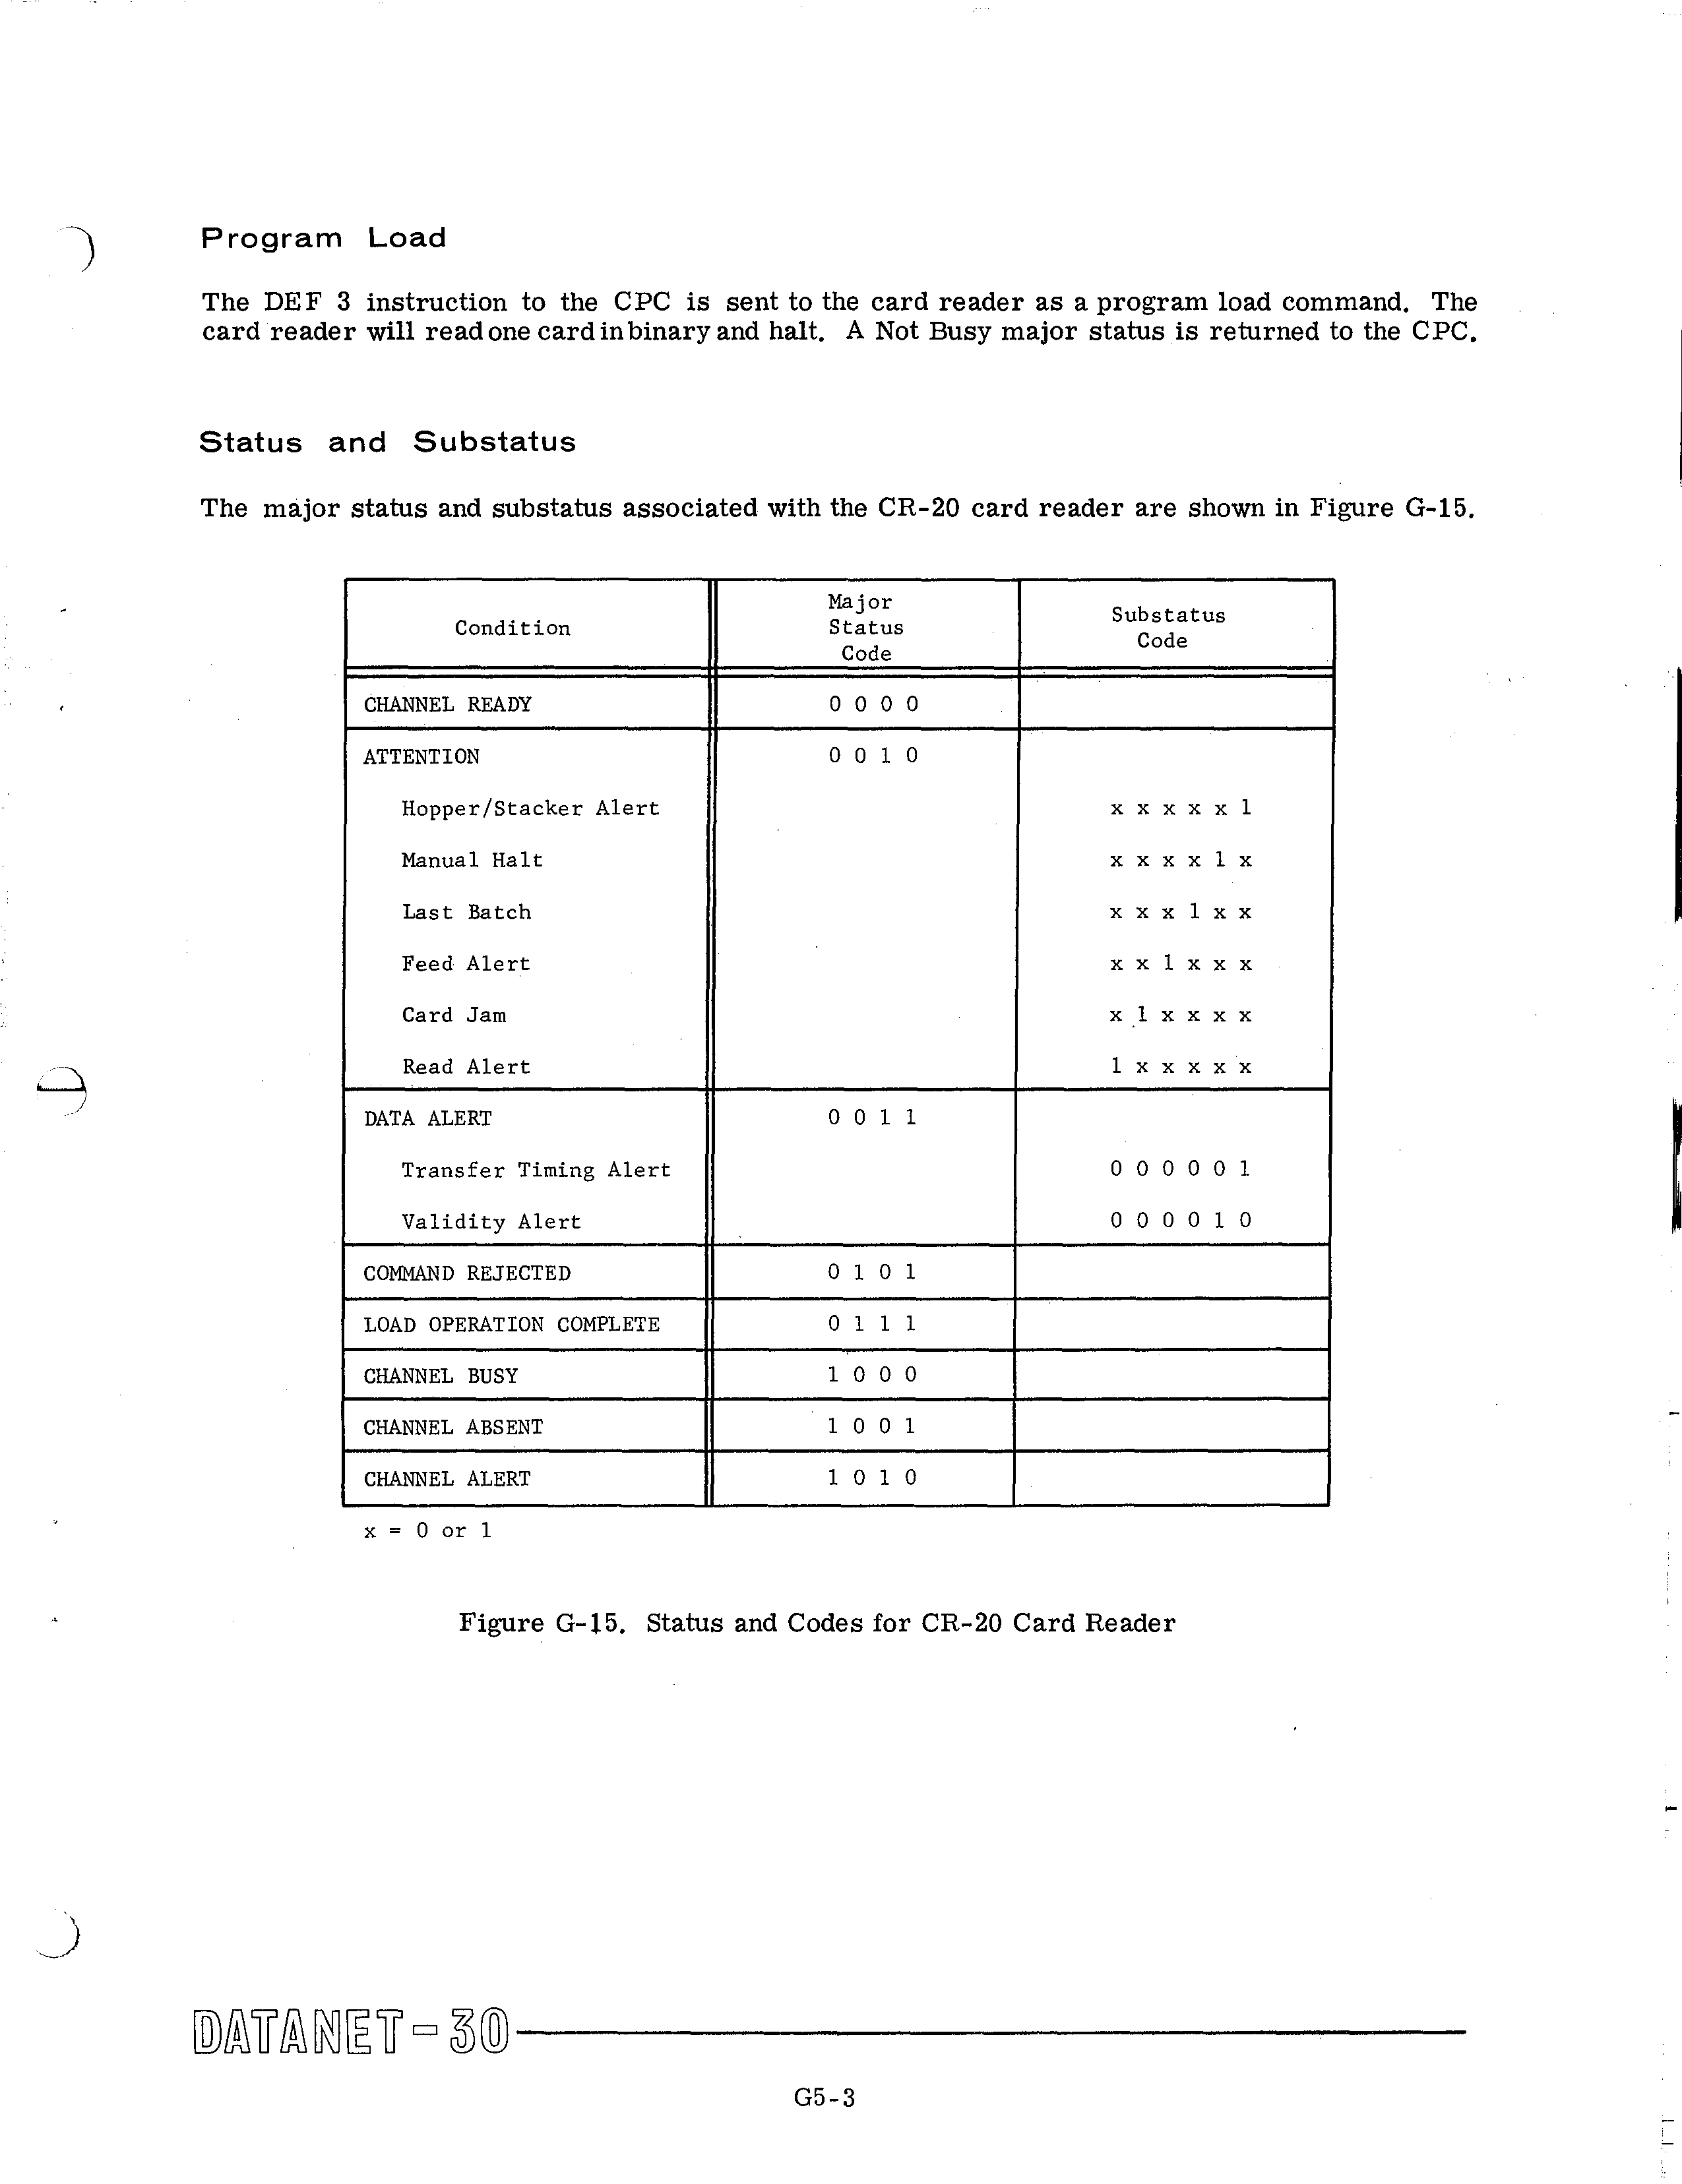 Program Load
The DEF 3 instruction to the CPC is sent to the card reader as a program load command. The
card reader will read one card in binary and halt. A Not Busy major status is returned to the CPC.
Status and Substatus
The major status and substatus associated with the CR-20 card reader are shown in Figure G-15.
Condition
Major
Status
Code
Substatus
Code
CHANNEL READY 0 0 0 0
ATTENTION 0 0 1 0
Hopper/Stacker Alert x x x x x 1
Manual Halt x x x x 1 x
Last Batch x x x 1 x x
Feed Alert x x 1 x x x
Card Jam x 1 x x x x
Read Alert 1 x x x x x
DATA ALERT 0 0 1 1
Transfer Timing Alert 0 0 0 0 0 1
Validity Alert 0 0 0 0 1 0
COMMAND REJECTED 0 1 0 1
LOAD OPERATION COMPLETE 0 1 1 1
CHANNEL BUSY 1 0 0 0
CHANNEL ABSENT 1 0 0 1
CHANNEL ALERT 1 0 1 0
x = 0 or 1
Figure G-15. Status and Codes for CR-20 Card Reader
DATANET-30
G5-3